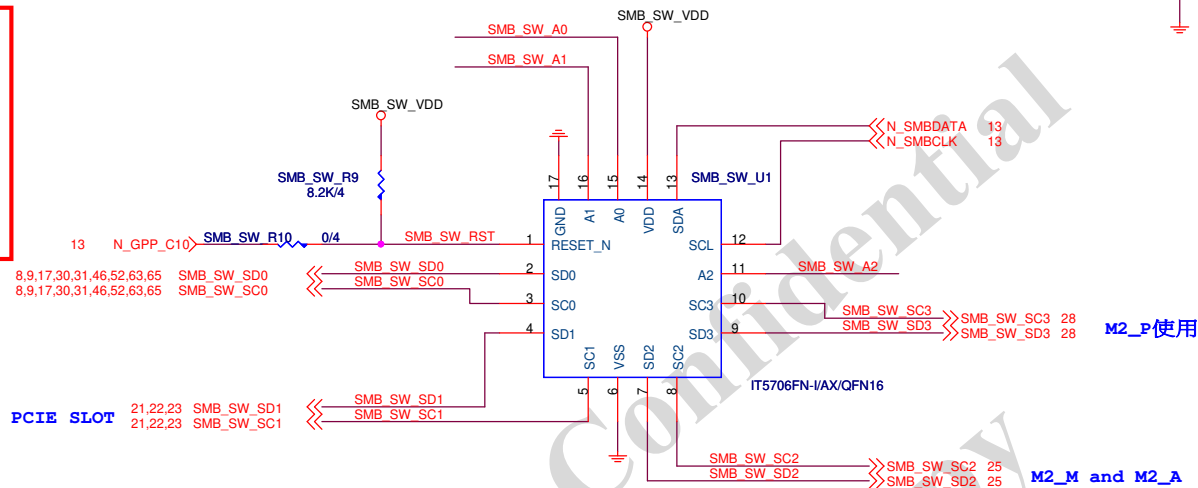 SMB_SW_VDD
SMB_SW_A0
SMB_SW_A1
SMB_SW_VDD
N_SMBDATA 13
N_SMBCLK 13
SMB_SW_R9
8.2K/4
17 16 15 14 13 SMB_SW_U1
GND A1 A0 VDD SDA
13 N_GPP_C10 SMB_SW_R10 0/4 SMB_SW_RST 1 RESET_N SCL 12
8,9,17,30,31,46,52,63,65 SMB_SW_SD0 SMB_SW_SD0 2 SD0 A2 11 SMB_SW_A2
8,9,17,30,31,46,52,63,65 SMB_SW_SC0 SMB_SW_SC0 3 SC0 SC3 10 SMB_SW_SC3 SMB_SW_SC3 28
4 SD1 SD3 9 SMB_SW_SD3 SMB_SW_SD3 28
M2_P使用
SC1 VSS SD2 SC2
5 6 7 8
IT5706FN-I/AX/QFN16
PCIE SLOT
21,22,23 SMB_SW_SD1 SMB_SW_SD1
21,22,23 SMB_SW_SC1 SMB_SW_SC1
SMB_SW_SC2 SMB_SW_SC2 25
SMB_SW_SD2 SMB_SW_SD2 25
M2_M and M2_A
Confidential